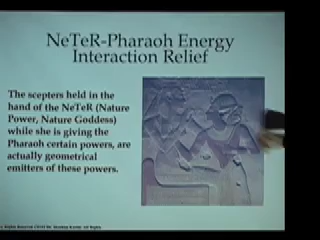 NeTeR-Pharaoh Energy
Interaction Relief
The scepters held in the
hand of the NeTeR (Nature
Power, Nature Goddess)
while she is giving the
Pharaoh certain powers, are
actually geometrical
emitters of these powers.